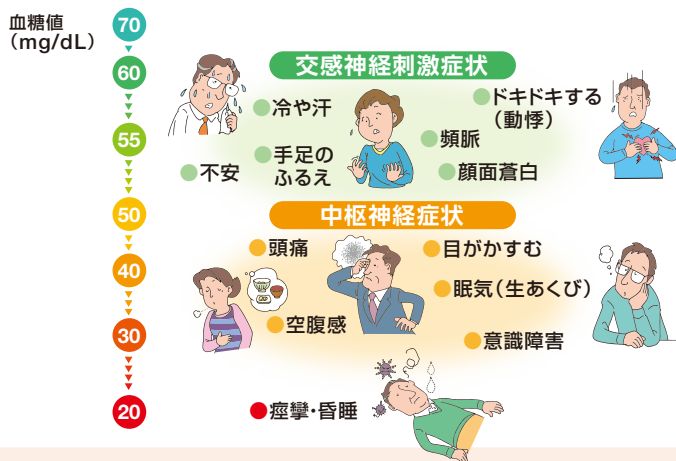 血糖値
(mg/dL)
70
60
55
50
40
30
20
交感神経刺激症状
●冷や汗
●ドキドキする
(動悸)
●頻脈
●不安
●手足の
ふるえ
●顔面蒼白
中枢神経症状
●頭痛
●目がかすむ
●眠気(生あくび)
●空腹感
●意識障害
●痙攣・昏睡